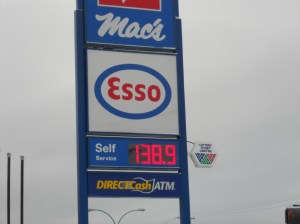 Mac's
Esso
Self
Service
138.9
DIRECTCash ATM